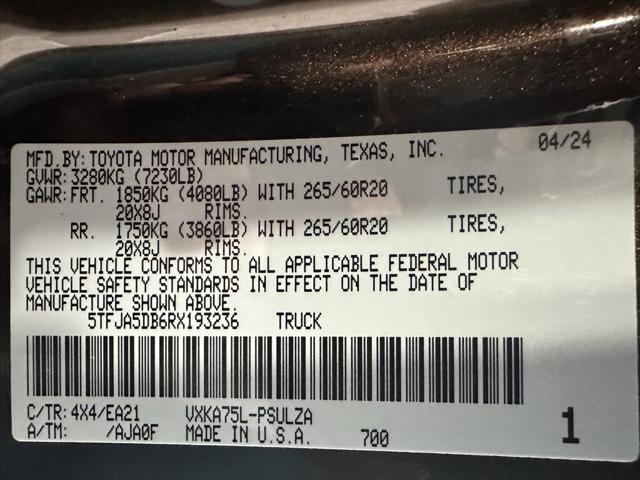 MFD.BY: TOYOTA MOTOR MANUFACTURING, TEXAS, INC. 04/24
GVWR: 3280KG (7230LB)
GAWR: FRT. 1850KG (4080LB) WITH 265/60R20 TIRES,
20X8J RIMS.
RR. 1750KG (3860LB) WITH 265/60R20 TIRES,
20X8J RIMS.
THIS VEHICLE CONFORMS TO ALL APPLICABLE FEDERAL MOTOR
VEHICLE SAFETY STANDARDS IN EFFECT ON THE DATE OF
MANUFACTURE SHOWN ABOVE.
5TFJA5DB6RX193236 TRUCK
C/TR: 4X4/EA21 VXKA75L-PSULZA
A/TM: /AJA0F MADE IN U.S.A. 700 1